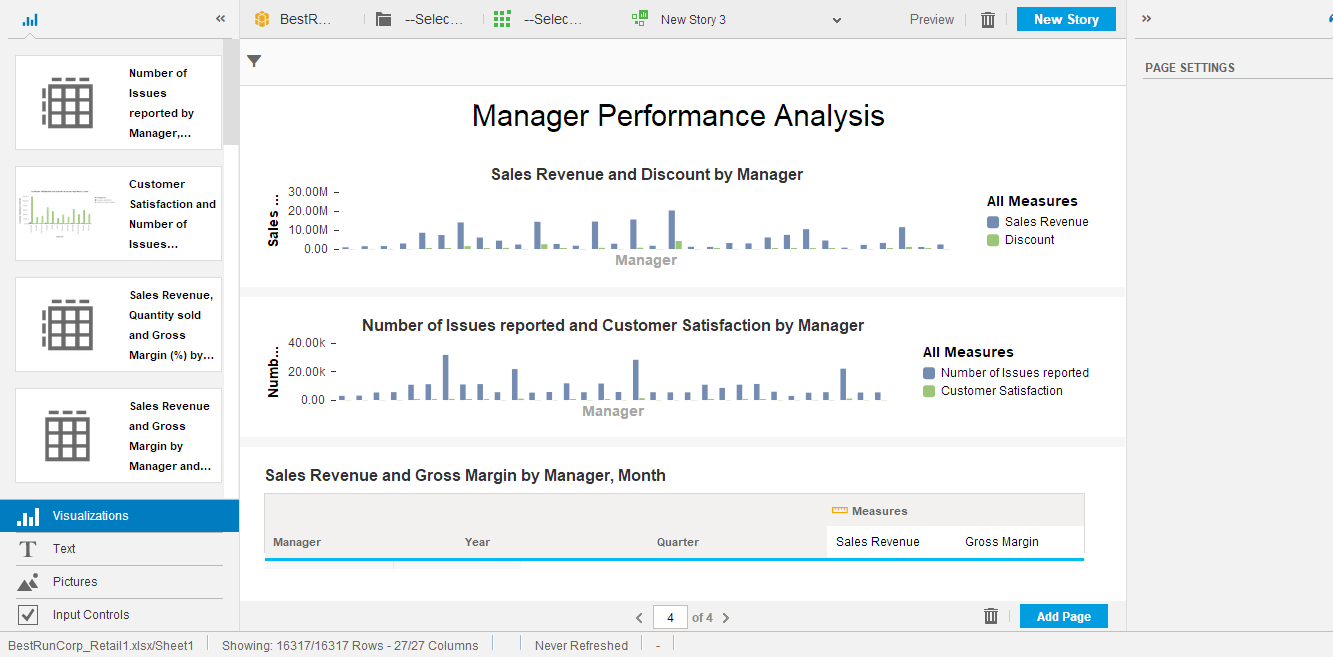 BestR...
--Selec...
--Selec...
New Story 3
Preview
New Story
Number of
Issues
reported by
Manager,...
Customer
Satisfaction and
Number of
Issues...
Sales Revenue,
Quantity sold
and Gross
Margin (%) by...
Sales Revenue
and Gross
Margin by
Manager and...
Visualizations
Text
Pictures
Input Controls
Manager Performance Analysis
Sales Revenue and Discount by Manager
Sales ...
30.00M
20.00M
10.00M
0.00
Manager
All Measures
Sales Revenue
Discount
Number of Issues reported and Customer Satisfaction by Manager
Numb...
40.00k
20.00k
0.00
Manager
All Measures
Number of Issues reported
Customer Satisfaction
Sales Revenue and Gross Margin by Manager, Month
Measures
Manager Year Quarter Sales Revenue Gross Margin
4 of 4
Add Page
PAGE SETTINGS
BestRunCorp_Retail1.xlsx/Sheet1 Showing: 16317/16317 Rows - 27/27 Columns Never Refreshed -